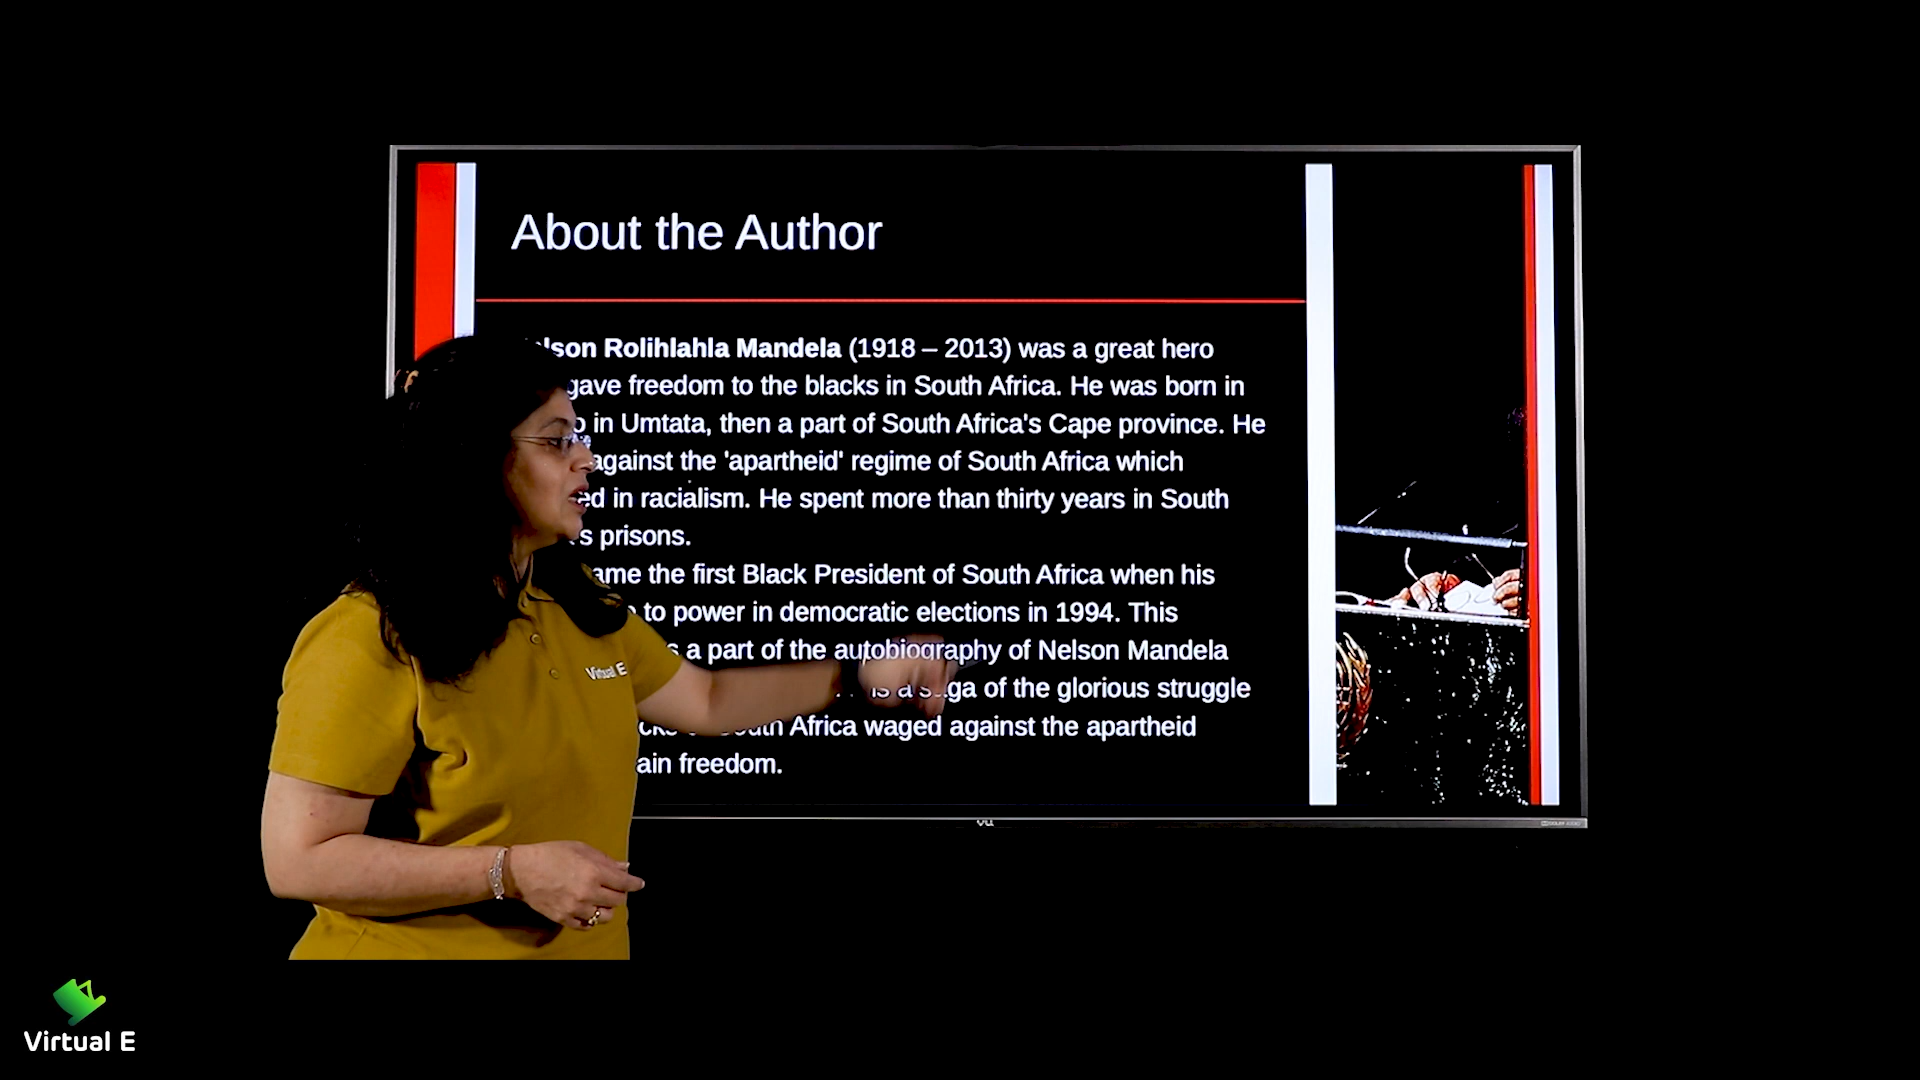 About the Author
Rolihlahla Mandela (1918 – 2013) was a great hero
gave freedom to the blacks in South Africa. He was born in
in Umtata, then a part of South Africa's Cape province. He
against the 'apartheid' regime of South Africa which
in racialism. He spent more than thirty years in South
prisons.
the first Black President of South Africa when his
to power in democratic elections in 1994. This
a part of the autobiography of Nelson Mandela
is a saga of the glorious struggle
South Africa waged against the apartheid
freedom.
Virtual E
Virtual E